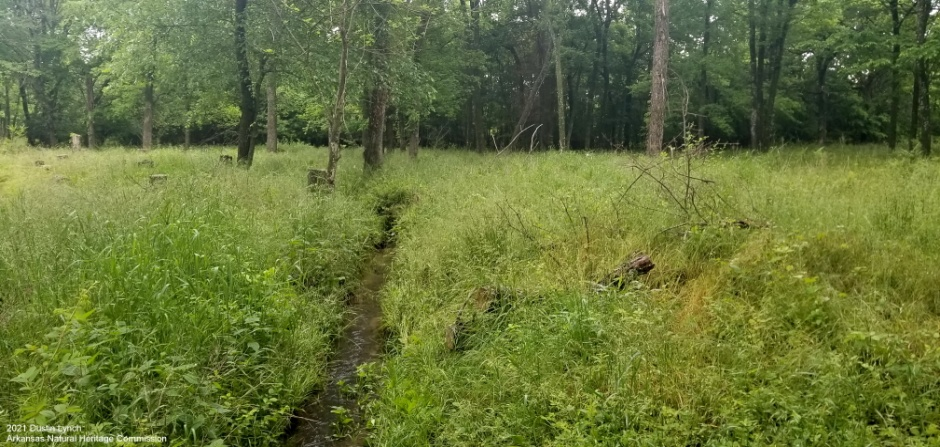 2021 Dustin Lynch
Arkansas Natural Heritage Commission